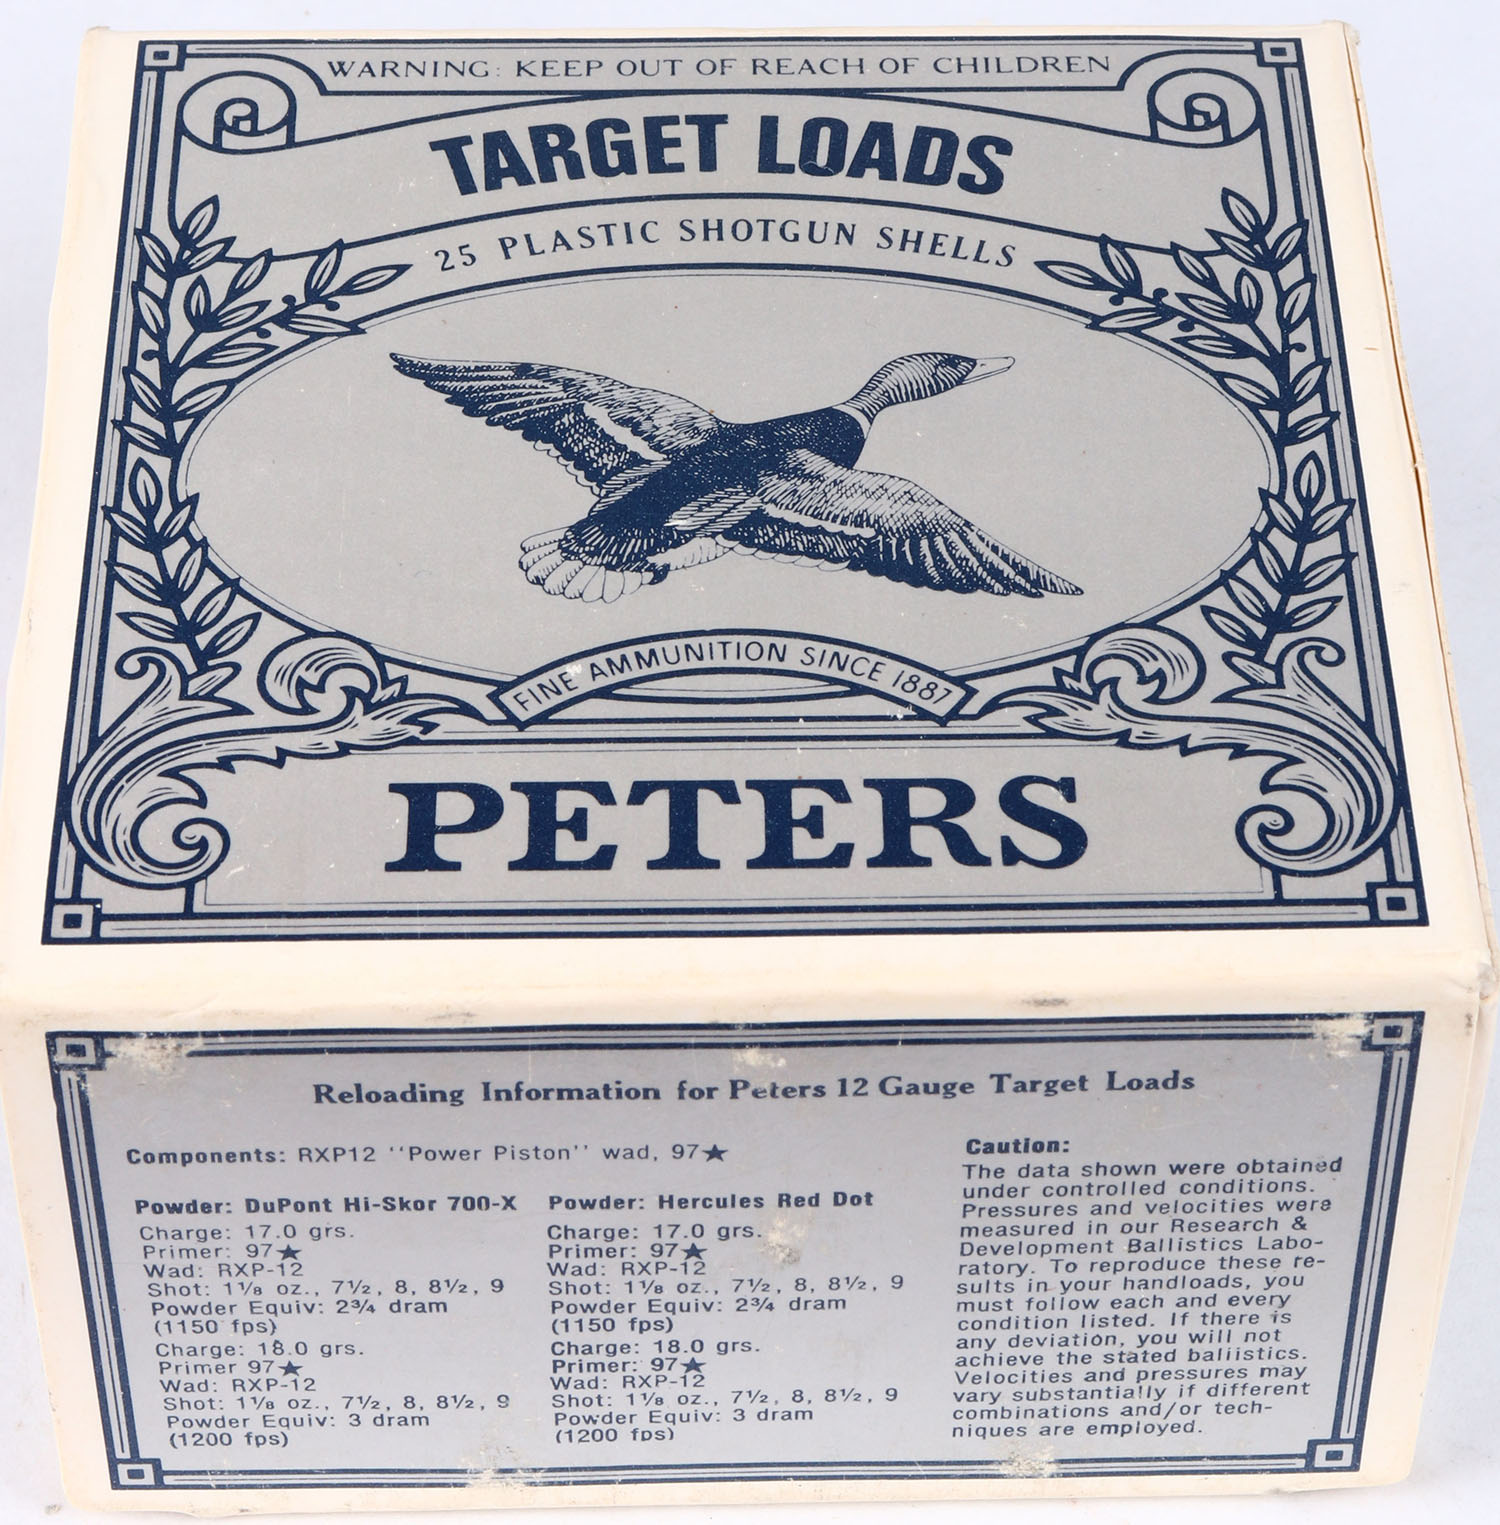 WARNING: KEEP OUT OF REACH OF CHILDREN
TARGET LOADS
25 PLASTIC SHOTGUN SHELLS
FINE AMMUNITION SINCE 1887
PETERS
Reloading Information for Peters 12 Gauge Target Loads
Components: RXP12 ''Power Piston'' wad, 97★
Powder: DuPont Hi-Skor 700-X
Charge: 17.0 grs.
Primer: 97★
Wad: RXP-12
Shot: 1⅛ oz., 7½, 8, 8½, 9
Powder Equiv: 2¾ dram
(1150 fps)
Charge: 18.0 grs.
Primer 97★
Wad: RXP-12
Shot: 1⅛ oz., 7½, 8, 8½, 9
Powder Equiv: 3 dram
(1200 fps)
Powder: Hercules Red Dot
Charge: 17.0 grs.
Primer: 97★
Wad: RXP-12
Shot: 1⅛ oz., 7½, 8, 8½, 9
Powder Equiv: 2¾ dram
(1150 fps)
Charge: 18.0 grs.
Primer: 97★
Wad: RXP-12
Shot: 1⅛ oz., 7½, 8, 8½, 9
Powder Equiv: 3 dram
(1200 fps)
Caution:
The data shown were obtained
under controlled conditions.
Pressures and velocities were
measured in our Research &
Development Ballistics Labo-
ratory. To reproduce these re-
sults in your handloads, you
must follow each and every
condition listed. If there is
any deviation, you will not
achieve the stated ballistics.
Velocities and pressures may
vary substantially if different
combinations and/or tech-
niques are employed.